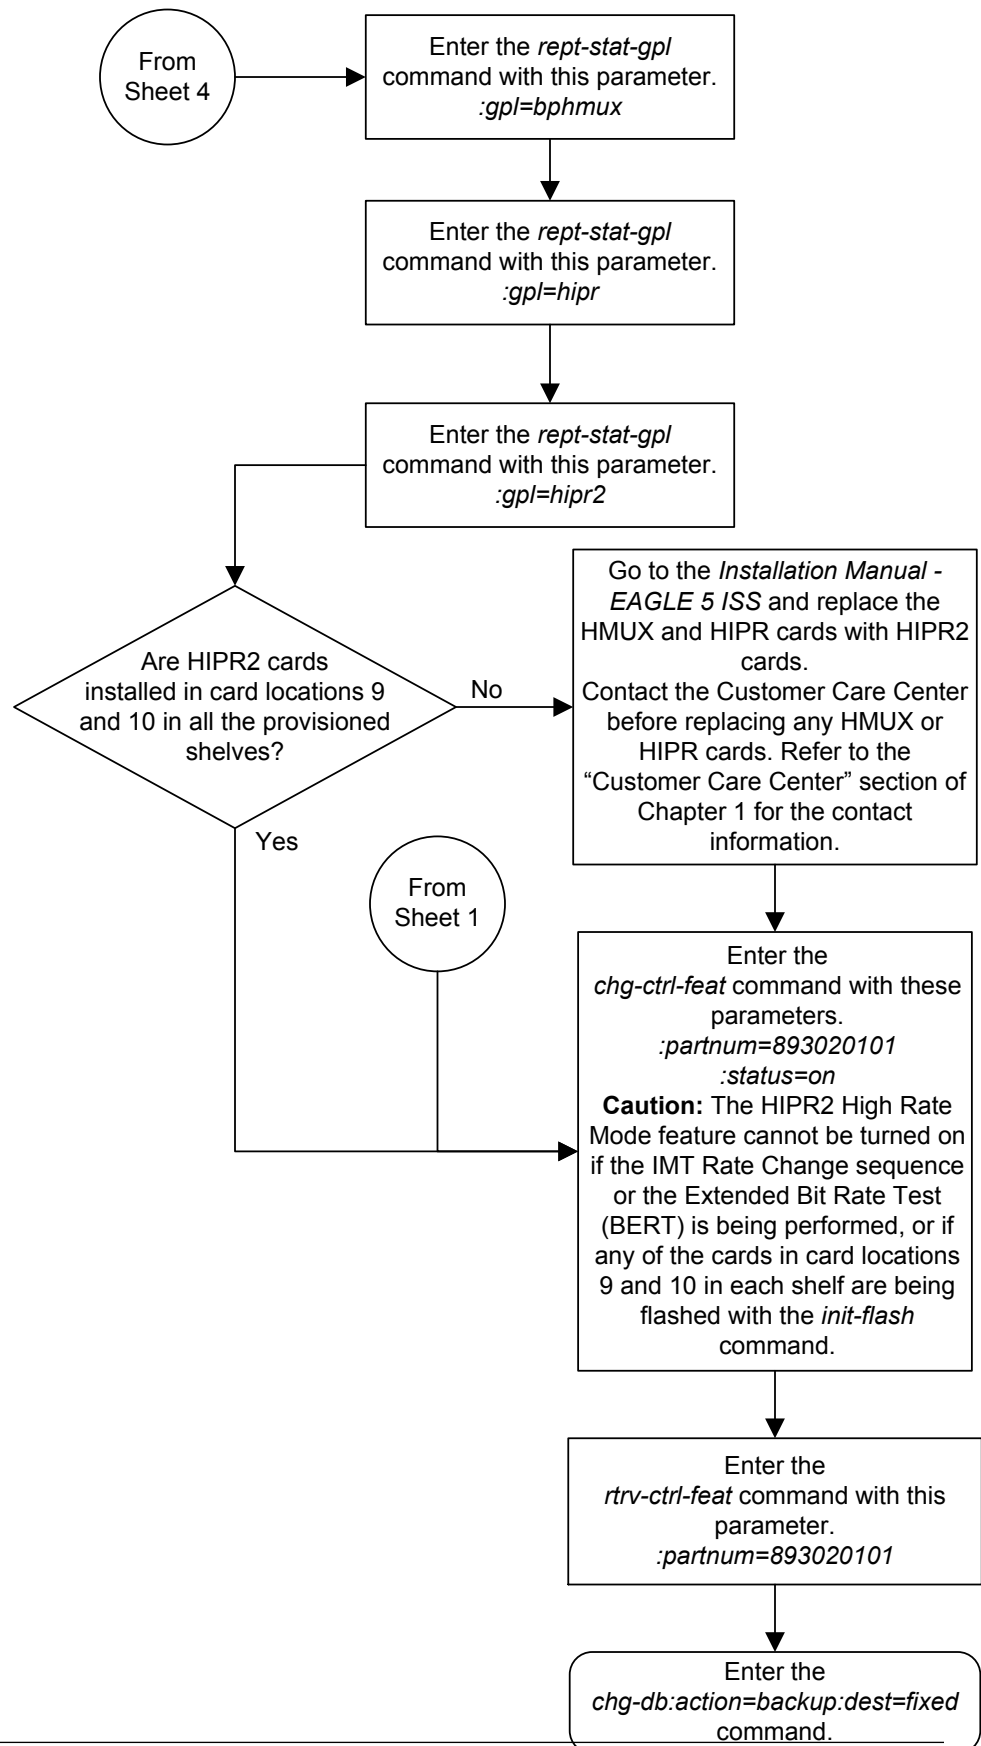 From
Sheet 4
Enter the rept-stat-gpl
command with this parameter.
:gpl=bphmux
Enter the rept-stat-gpl
command with this parameter.
:gpl=hipr
Enter the rept-stat-gpl
command with this parameter.
:gpl=hipr2
Are HIPR2 cards
installed in card locations 9
and 10 in all the provisioned
shelves?
No
Yes
Go to the Installation Manual -
EAGLE 5 ISS and replace the
HMUX and HIPR cards with HIPR2
cards.
Contact the Customer Care Center
before replacing any HMUX or
HIPR cards. Refer to the
“Customer Care Center” section of
Chapter 1 for the contact
information.
From
Sheet 1
Enter the
chg-ctrl-feat command with these
parameters.
:partnum=893020101
:status=on
Caution: The HIPR2 High Rate
Mode feature cannot be turned on
if the IMT Rate Change sequence
or the Extended Bit Rate Test
(BERT) is being performed, or if
any of the cards in card locations
9 and 10 in each shelf are being
flashed with the init-flash
command.
Enter the
rtrv-ctrl-feat command with this
parameter.
:partnum=893020101
Enter the
chg-db:action=backup:dest=fixed
command.